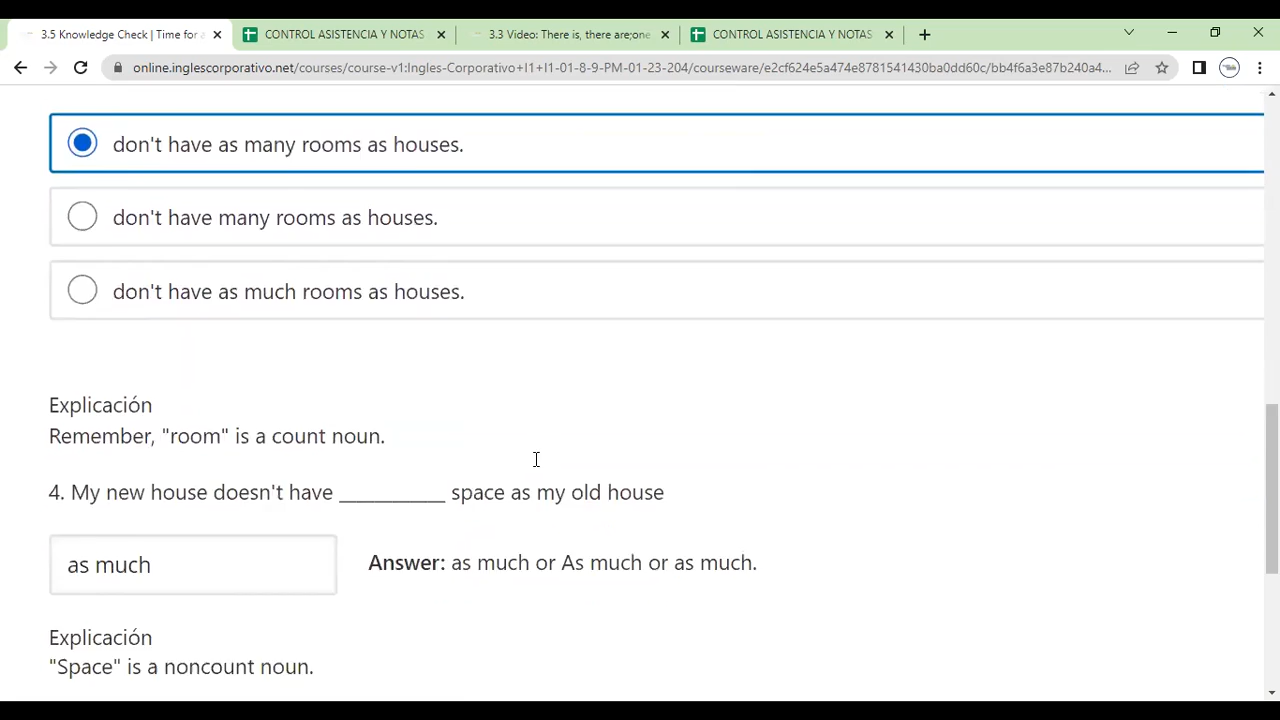 3.5 Knowledge Check | Time for a
CONTROL ASISTENCIA Y NOTAS
3.3 Video: There is, there are;one
CONTROL ASISTENCIA Y NOTAS
online.inglescorporativo.net/courses/course-v1:Ingles-Corporativo+I1+I1-01-8-9-PM-01-23-204/courseware/e2cf624e5a474e8781541430ba0dd60c/bb4f6a3e87b240a4...
don't have as many rooms as houses.
don't have many rooms as houses.
don't have as much rooms as houses.
Explicación
Remember, "room" is a count noun.
4. My new house doesn't have ___________ space as my old house
as much
Answer: as much or As much or as much.
Explicación
"Space" is a noncount noun.